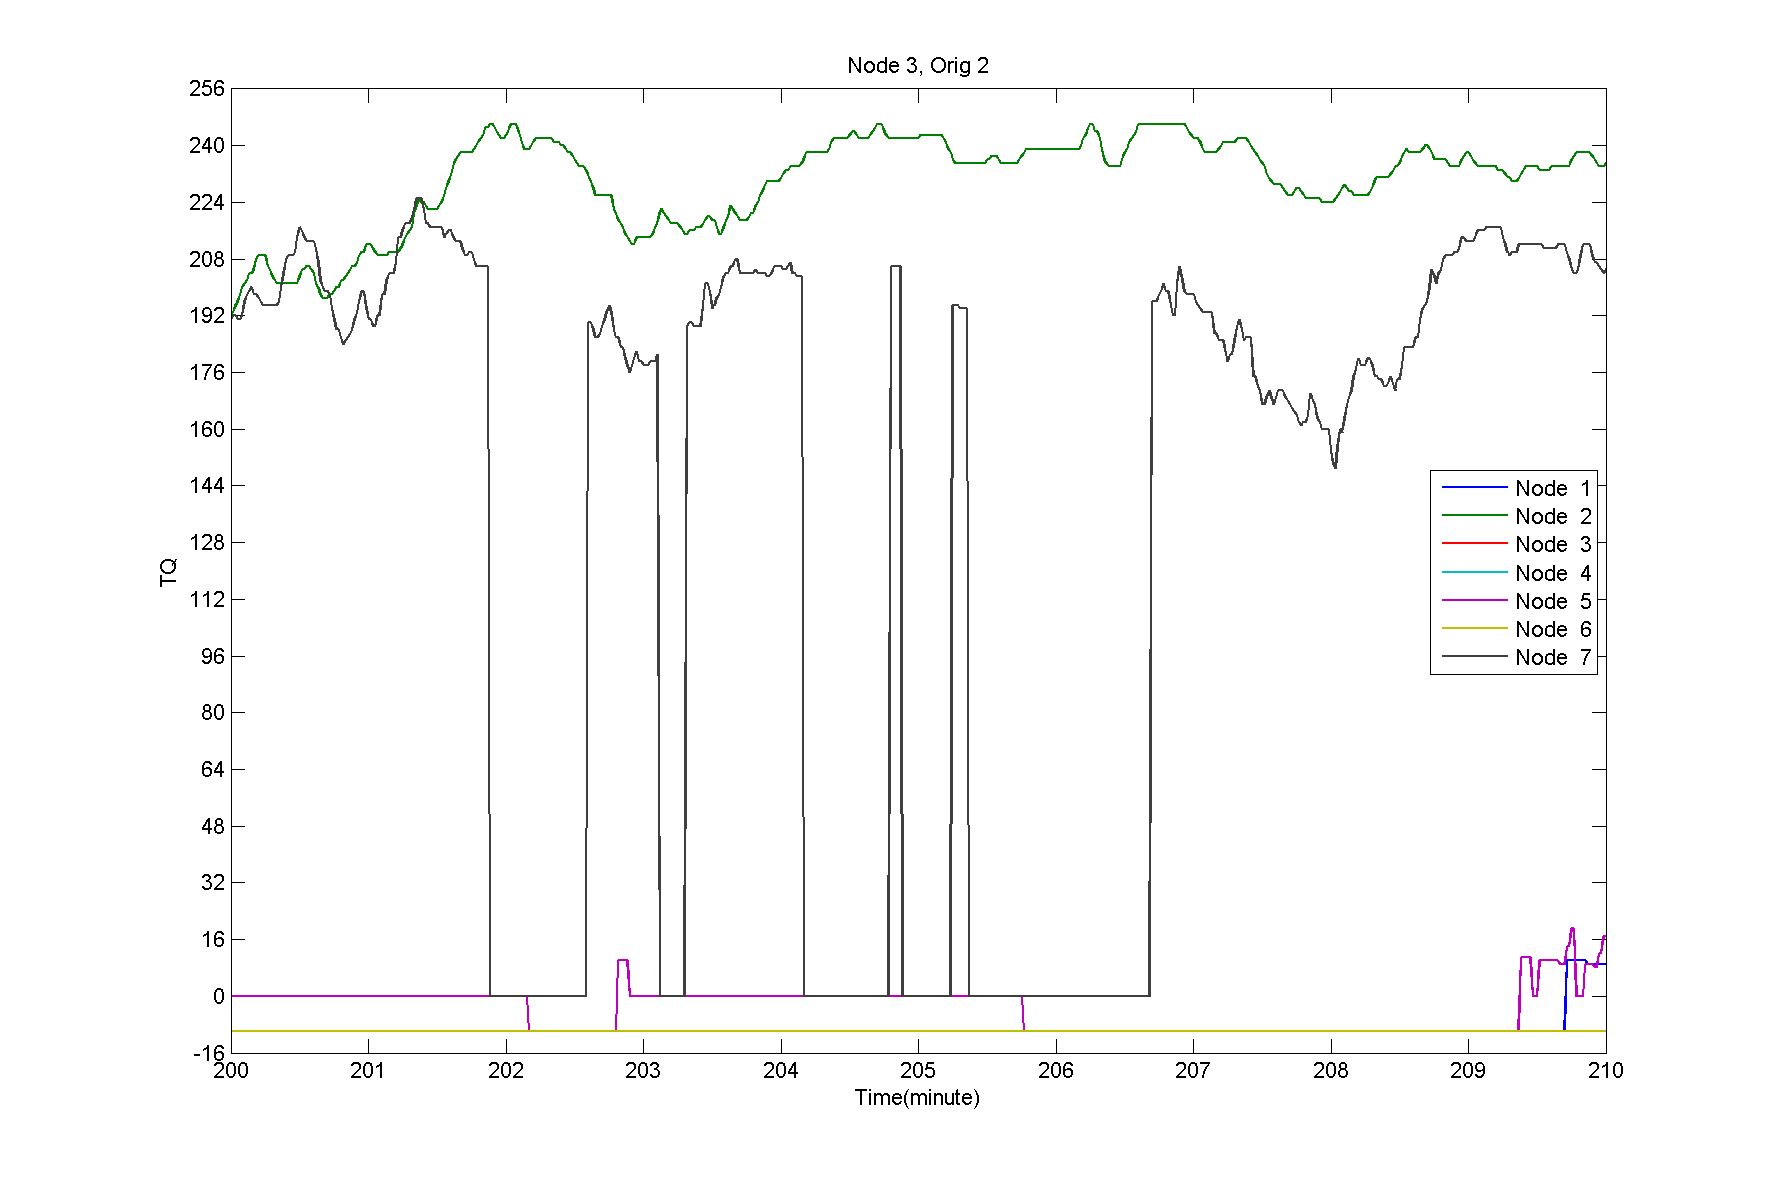 Node 3, Orig 2
256
240
224
208
192
176
160
144
128
112
96
80
64
48
32
16
0
-16
TQ
Node 1
Node 2
Node 3
Node 4
Node 5
Node 6
Node 7
200 201 202 203 204 205 206 207 208 209 210
Time(minute)